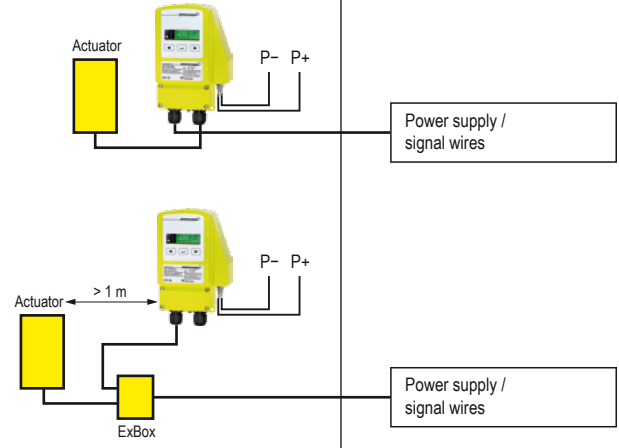 Actuator
P− P+
Power supply /
signal wires
P− P+
> 1 m
Actuator
Power supply /
signal wires
ExBox